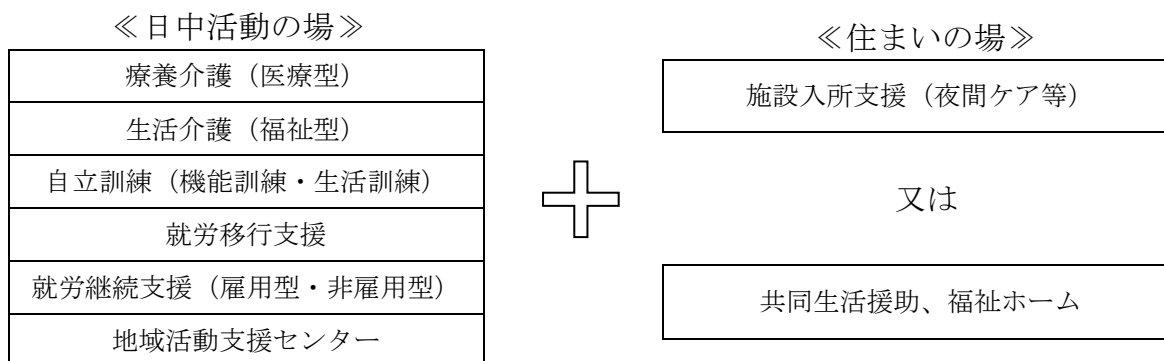 ≪日中活動の場≫
療養介護（医療型）
生活介護（福祉型）
自立訓練（機能訓練・生活訓練）
就労移行支援
就労継続支援（雇用型・非雇用型）
地域活動支援センター
≪住まいの場≫
施設入所支援（夜間ケア等）
又は
共同生活援助、福祉ホーム